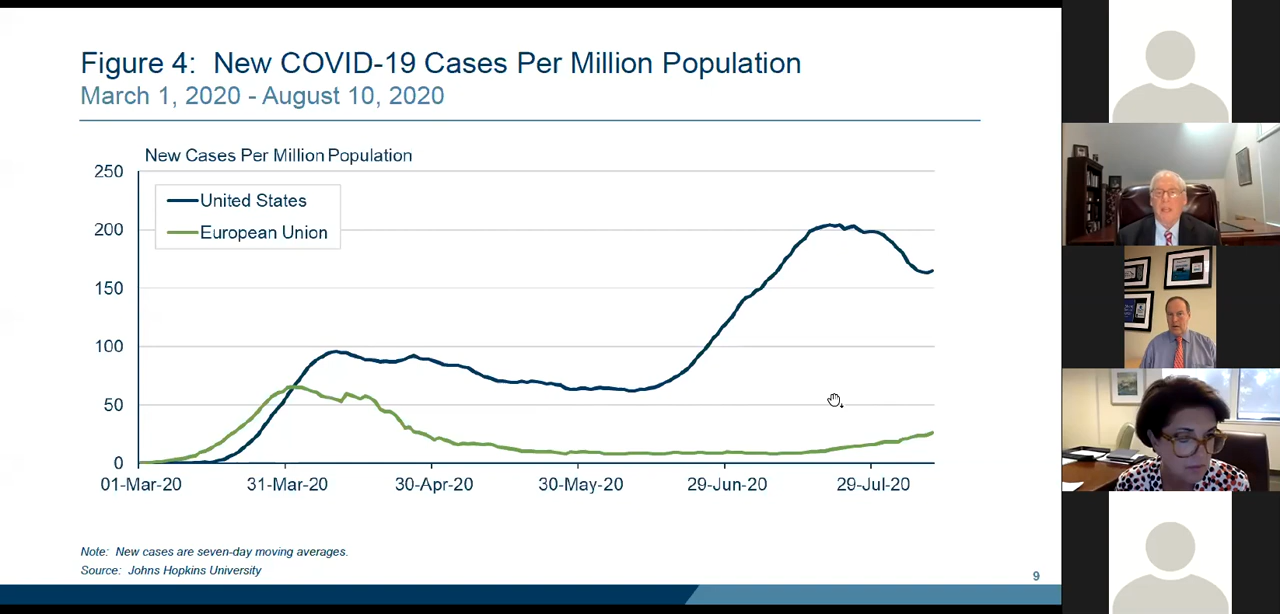 Figure 4: New COVID-19 Cases Per Million Population
March 1, 2020 - August 10, 2020
New Cases Per Million Population
250
200
150
100
50
0
United States
European Union
01-Mar-20 31-Mar-20 30-Apr-20 30-May-20 29-Jun-20 29-Jul-20
Note: New cases are seven-day moving averages.
Source: Johns Hopkins University
9